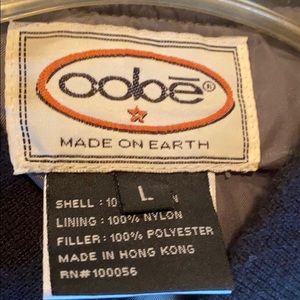 oobē®
MADE ON EARTH
L
SHELL : 10
LINING : 100% NYLON
FILLER : 100% POLYESTER
MADE IN HONG KONG
RN#100056